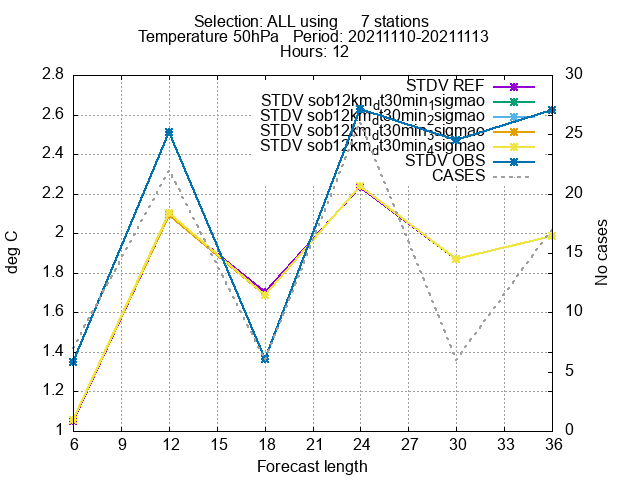 Selection: ALL using 7 stations
Temperature 50hPa Period: 20211110-20211113
Hours: 12
STDV REF
STDV sob12km_dt30min_1sigmao
STDV sob12km_dt30min_2sigmao
STDV sob12km_dt30min_3sigmao
STDV sob12km_dt30min_4sigmao
STDV OBS
CASES
2.8
2.6
2.4
2.2
2
1.8
1.6
1.4
1.2
1
30
25
20
15
10
5
0
deg C
No cases
6 9 12 15 18 21 24 27 30 33 36
Forecast length